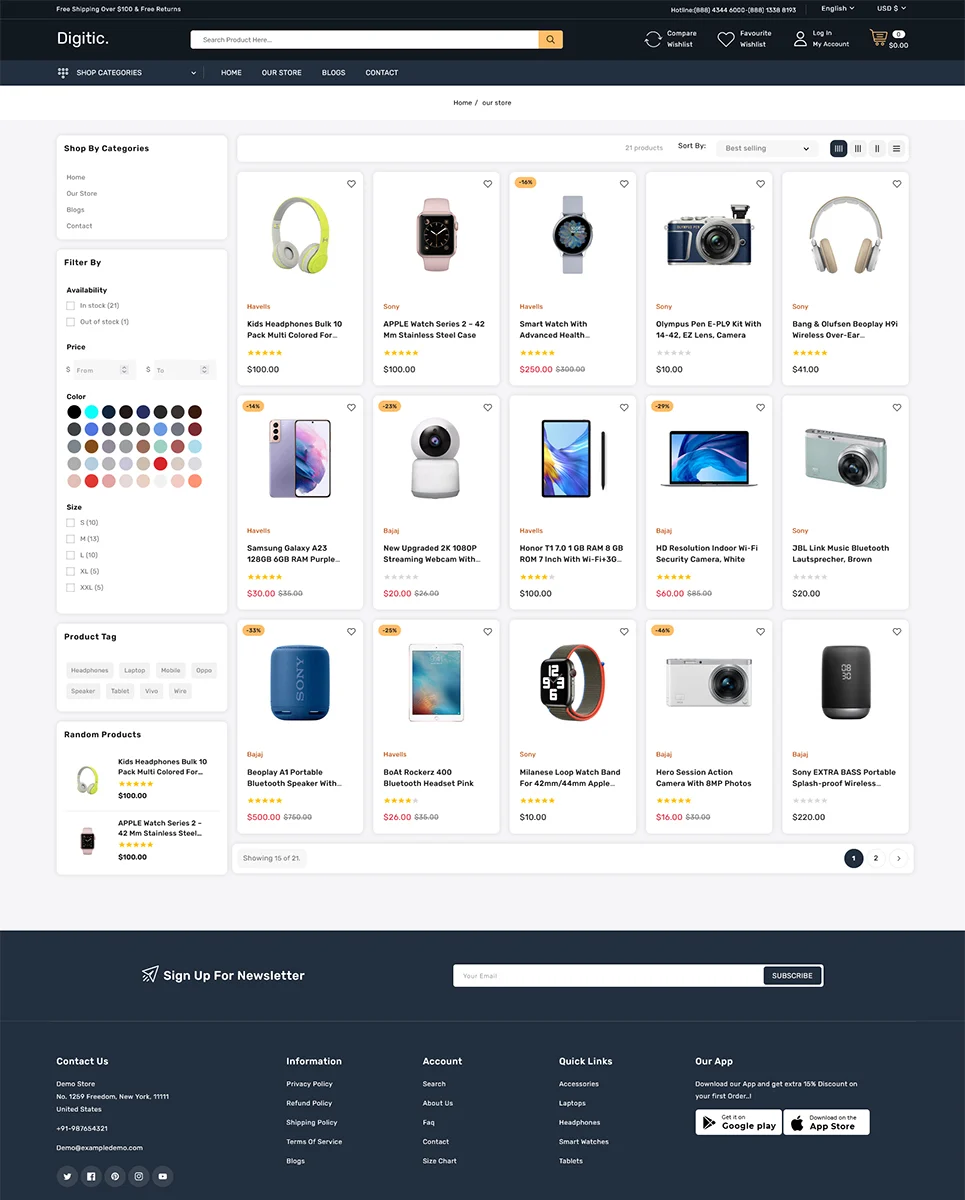 Free Shipping Over $100 & Free Returns
Hotline:(888) 4344 6000-(888) 1338 8193
English
USD $
Digitic.
Search Product Here...
Compare
Wishlist
Favourite
Wishlist
Log In
My Account
0
$0.00
SHOP CATEGORIES
HOME
OUR STORE
BLOGS
CONTACT
Home / our store
Shop By Categories
Home
Our Store
Blogs
Contact
Filter By
Availability
In stock (21)
Out of stock (1)
Price
$ From
$ To
Color
Size
S (10)
M (13)
L (10)
XL (5)
XXL (5)
Product Tag
Headphones
Laptop
Mobile
Oppo
Speaker
Tablet
Vivo
Wire
Random Products
Kids Headphones Bulk 10
Pack Multi Colored For...
$100.00
APPLE Watch Series 2 –
42 Mm Stainless Steel...
$100.00
21 products
Sort By:
Best selling
Havells
Kids Headphones Bulk 10
Pack Multi Colored For...
$100.00
Sony
APPLE Watch Series 2 – 42
Mm Stainless Steel Case
$100.00
-16%
Havells
Smart Watch With
Advanced Health...
$250.00 $300.00
OLYMPUS PEN
Sony
Olympus Pen E-PL9 Kit With
14-42, EZ Lens, Camera
$10.00
Sony
Bang & Olufsen Beoplay H9i
Wireless Over-Ear...
$41.00
-14%
Havells
Samsung Galaxy A23
128GB 6GB RAM Purple...
$30.00 $35.00
-23%
Bajaj
New Upgraded 2K 1080P
Streaming Webcam With...
$20.00 $26.00
Havells
Honor T1 7.0 1 GB RAM 8 GB
ROM 7 Inch With Wi-Fi+3G...
$100.00
-29%
Bajaj
HD Resolution Indoor Wi-Fi
Security Camera, White
$60.00 $85.00
Sony
JBL Link Music Bluetooth
Lautsprecher, Brown
$20.00
-33%
SONY
Bajaj
Beoplay A1 Portable
Bluetooth Speaker With...
$500.00 $750.00
-25%
Havells
BoAt Rockerz 400
Bluetooth Headset Pink
$26.00 $35.00
Sony
Milanese Loop Watch Band
For 42mm/44mm Apple...
$10.00
-46%
Bajaj
Hero Session Action
Camera With 8MP Photos
$16.00 $30.00
Bajaj
Sony EXTRA BASS Portable
Splash-proof Wireless...
$220.00
Showing 15 of 21.
1
2
Sign Up For Newsletter
Your Email
SUBSCRIBE
Contact Us
Demo Store
No. 1259 Freedom, New York, 11111
United States
+91-987654321
Demo@exampledemo.com
Information
Privacy Policy
Refund Policy
Shipping Policy
Terms Of Service
Blogs
Account
Search
About Us
Faq
Contact
Size Chart
Quick Links
Accessories
Laptops
Headphones
Smart Watches
Tablets
Our App
Download our App and get extra 15% Discount on
your first Order..!
Get it on
Google play
Download on the
App Store